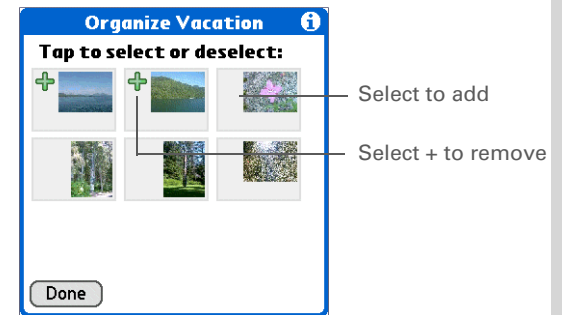 Organize Vacation
Tap to select or deselect:
Select to add
Select + to remove
Done